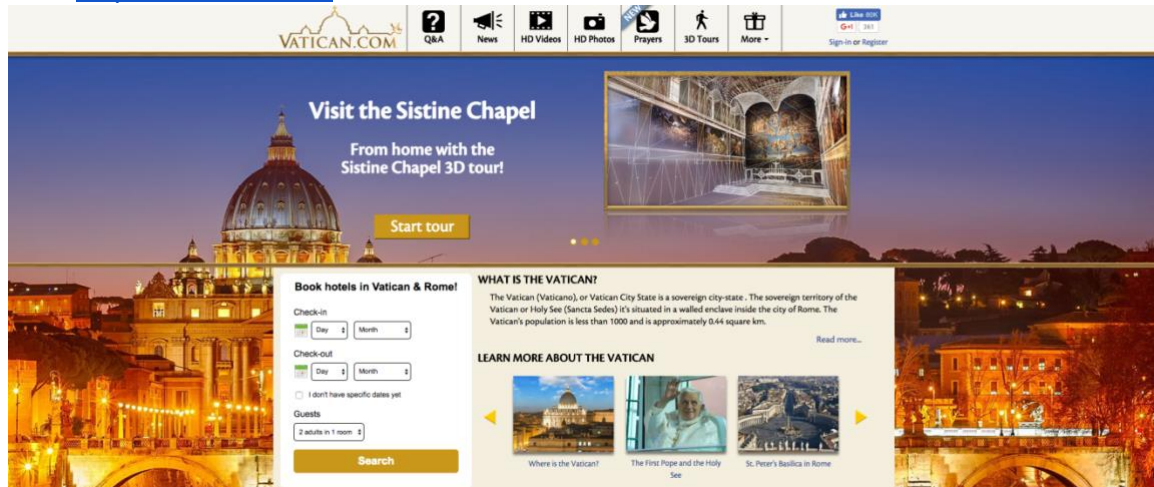 VATICAN.COM
Q&A
News
HD Videos
HD Photos
NEW
Prayers
3D Tours
More
Like 80K
G+1 361
Sign-in or Register
Visit the Sistine Chapel
From home with the
Sistine Chapel 3D tour!
Start tour
Book hotels in Vatican & Rome!
Check-in
Day
Month
Check-out
Day
Month
I don't have specific dates yet
Guests
2 adults in 1 room
Search
WHAT IS THE VATICAN?
The Vatican (Vaticano), or Vatican City State is a sovereign city-state . The sovereign territory of the
Vatican or Holy See (Sancta Sedes) it's situated in a walled enclave inside the city of Rome. The
Vatican's population is less than 1000 and is approximately 0.44 square km.
Read more...
LEARN MORE ABOUT THE VATICAN
Where is the Vatican?
The First Pope and the Holy
See
St. Peter's Basilica in Rome